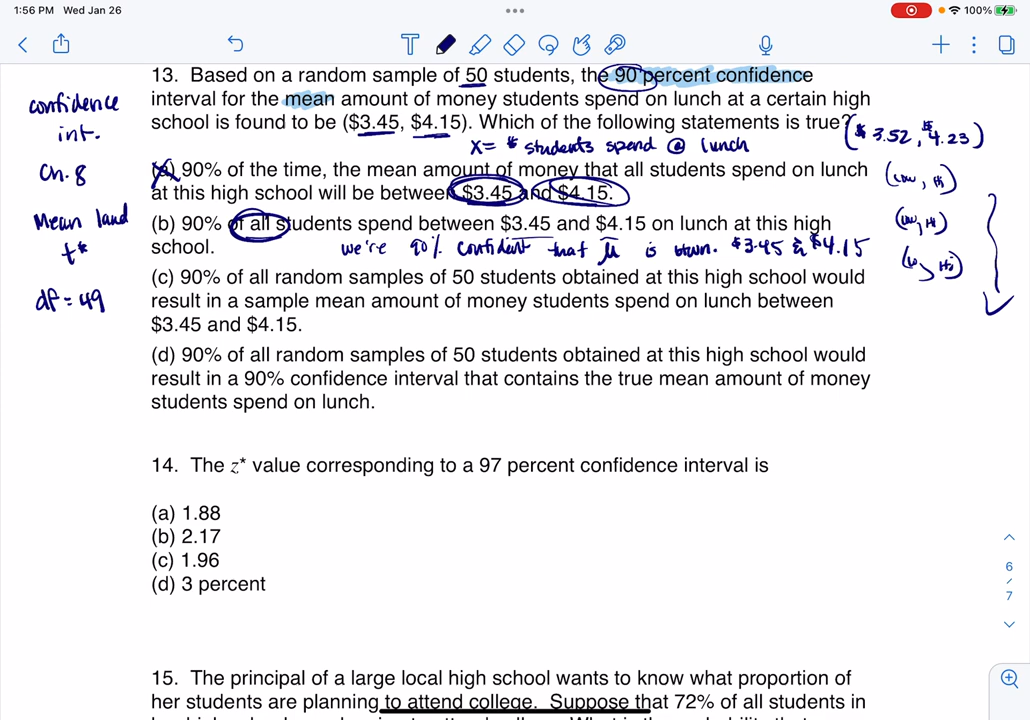 1:56 PM Wed Jan 26
100%
13. Based on a random sample of 50 students, the 90 percent confidence
interval for the mean amount of money students spend on lunch at a certain high
school is found to be ($3.45, $4.15). Which of the following statements is true?
($3.52, $4.23)
confidence
int.
Ch. 8
Mean land
t*
df = 49
X = $ students spend @ lunch
(a) 90% of the time, the mean amount of money that all students spend on lunch
at this high school will be between $3.45 and $4.15.
(low, Hi)
(b) 90% of all students spend between $3.45 and $4.15 on lunch at this high
school.
(low, Hi)
we're 90% confident that μ is btwn. $3.45 & $4.15
(lo, Hi)
(c) 90% of all random samples of 50 students obtained at this high school would
result in a sample mean amount of money students spend on lunch between
$3.45 and $4.15.
(d) 90% of all random samples of 50 students obtained at this high school would
result in a 90% confidence interval that contains the true mean amount of money
students spend on lunch.
14. The z* value corresponding to a 97 percent confidence interval is
(a) 1.88
(b) 2.17
(c) 1.96
(d) 3 percent
6
/
7
15. The principal of a large local high school wants to know what proportion of
her students are planning to attend college. Suppose that 72% of all students in